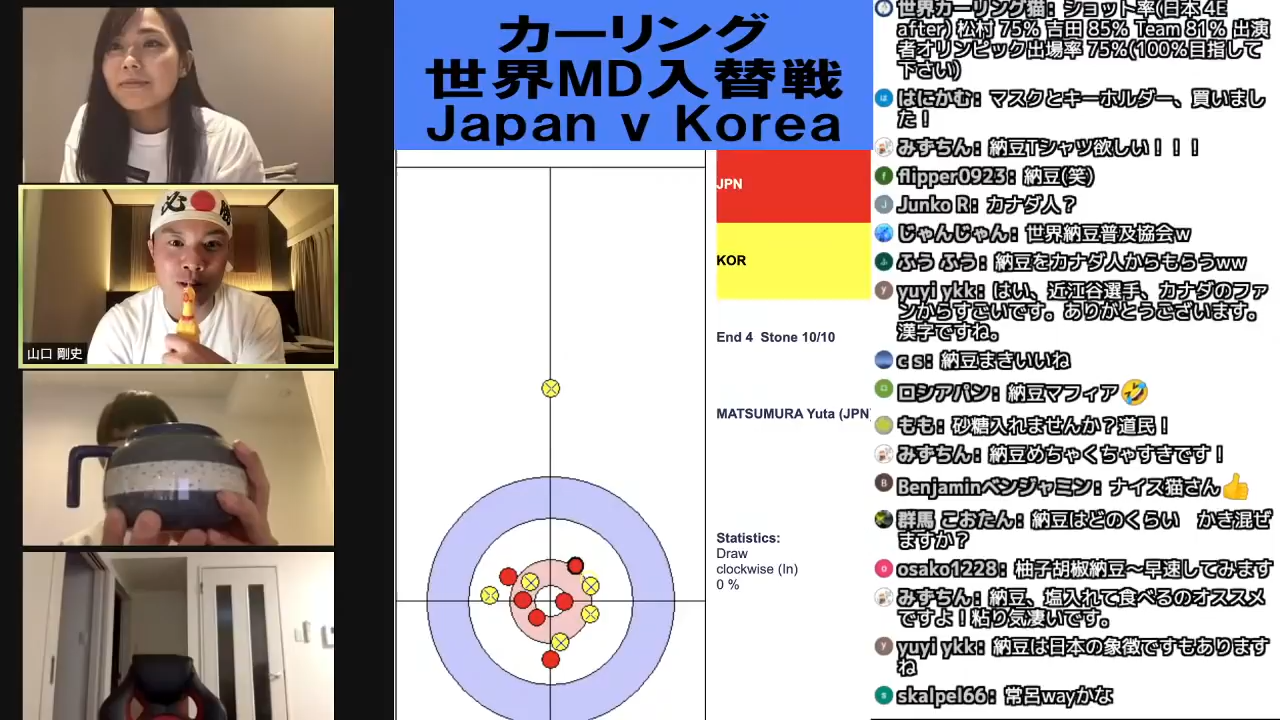 カーリング
世界MD入替戦
Japan v Korea
必 勝
山口 剛史
JPN
KOR
End 4 Stone 10/10
MATSUMURA Yuta (JPN)
Statistics:
Draw
clockwise (In)
0 %
世界カーリング猫: ショット率(日本 4E
after) 松村 75% 吉田 85% Team 81% 出演
者オリンピック出場率 75%(100%目指して
下さい)
はにかむ: マスクとキーホルダー、買いまし
た!
みずちん: 納豆Tシャツ欲しい!!!
flipper0923: 納豆(笑)
Junko R: カナダ人?
じゃんじゃん: 世界納豆普及協会w
ふう ふう: 納豆をカナダ人からもらうww
yuyi ykk: はい、近江谷選手、カナダのファ
ンからすごいです。ありがとうございます。
漢字ですね。
c s: 納豆まきいいね
ロシアパン: 納豆マフィア🤣
もも: 砂糖入れませんか?道民!
みずちん: 納豆めちゃくちゃすきです!
Benjaminベンジャミン: ナイス猫さん👍
群馬 こおたん: 納豆はどのくらい かき混ぜ
ますか?
osako1228: 柚子胡椒納豆〜早速してみます
みずちん: 納豆、塩入れて食べるのオススメ
ですよ!粘り気凄いです。
yuyi ykk: 納豆は日本の象徴ですもあります
ね
skalpel66: 常呂wayかな